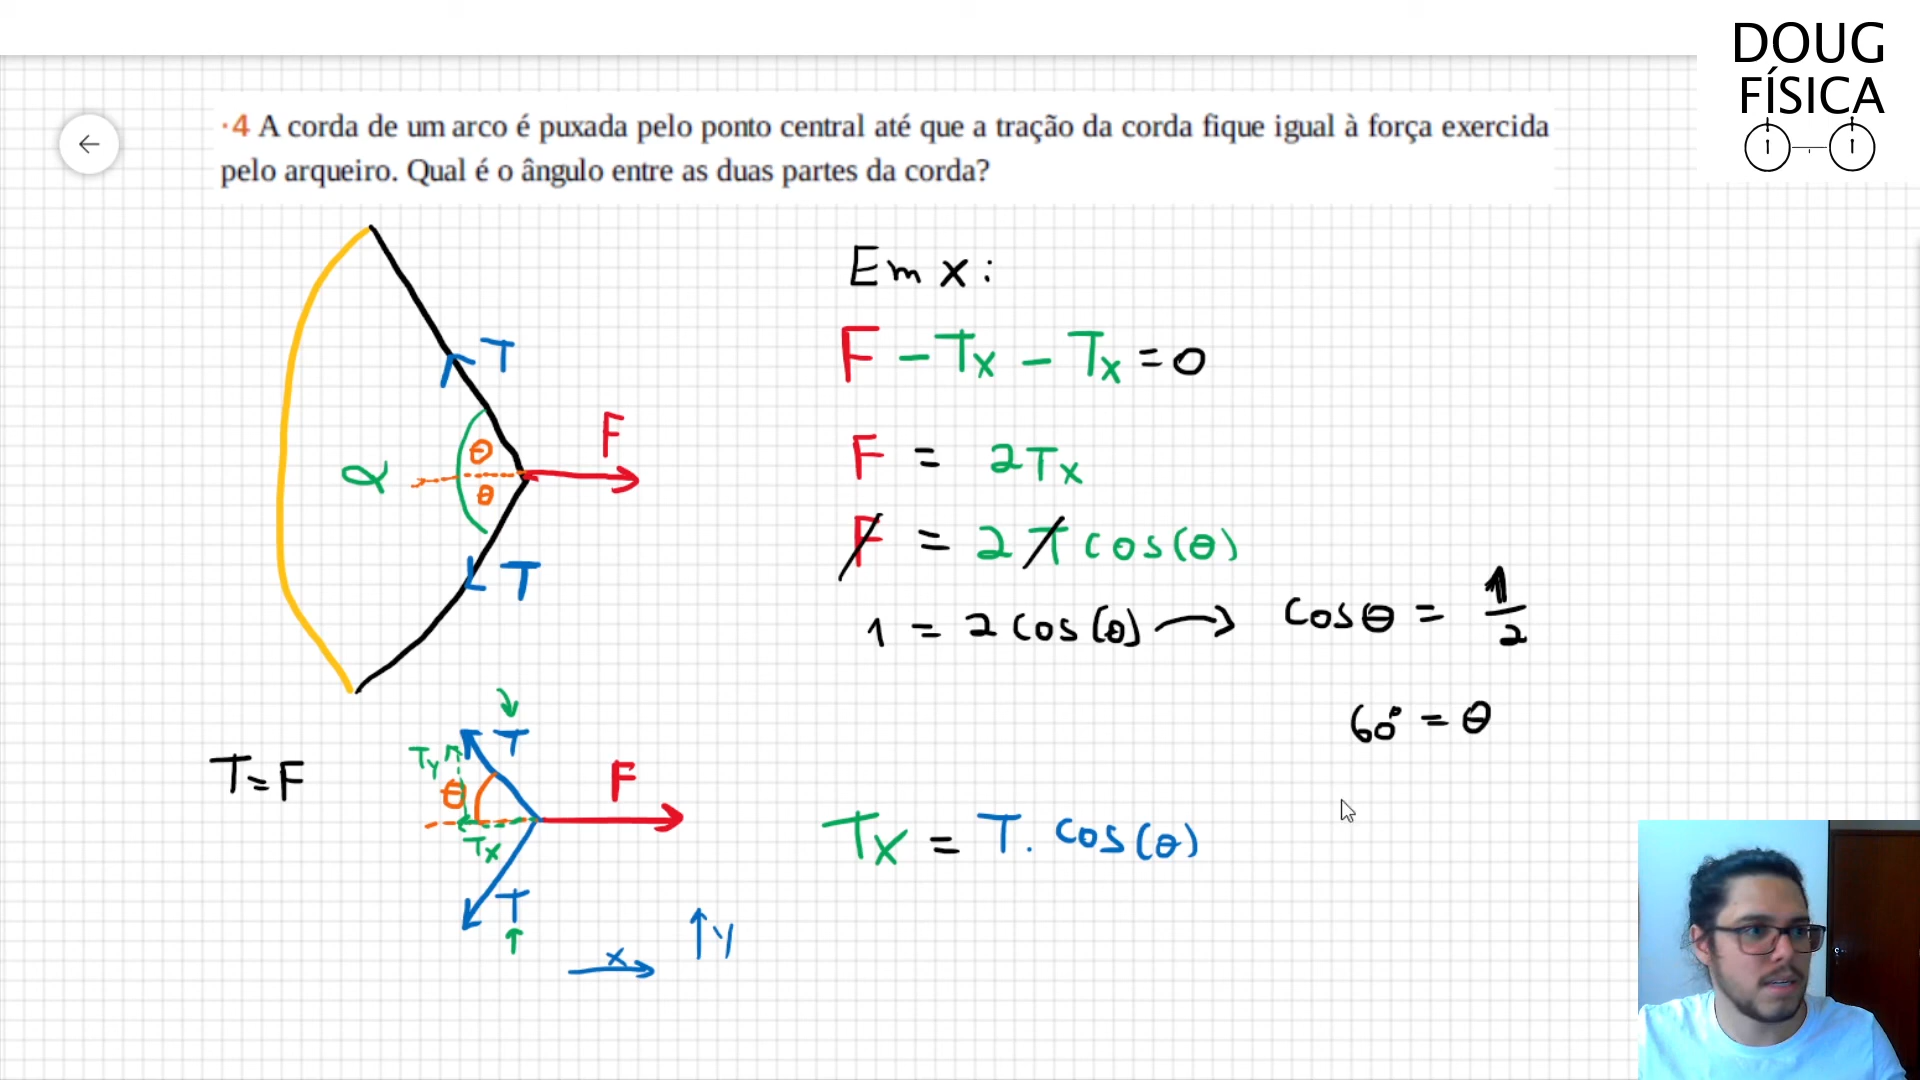 DOUG
FÍSICA
·4 A corda de um arco é puxada pelo ponto central até que a tração da corda fique igual à força exercida
pelo arqueiro. Qual é o ângulo entre as duas partes da corda?
Em x:
F - Tx - Tx = 0
F = 2Tx
F = 2T cos(θ)
1 = 2 cos(θ) → cosθ = 1/2
60° = θ
Tx = T. cos(θ)
T
F
θ
α
θ
T
T=F
T
Ty
θ
F
Tx
T
x
y